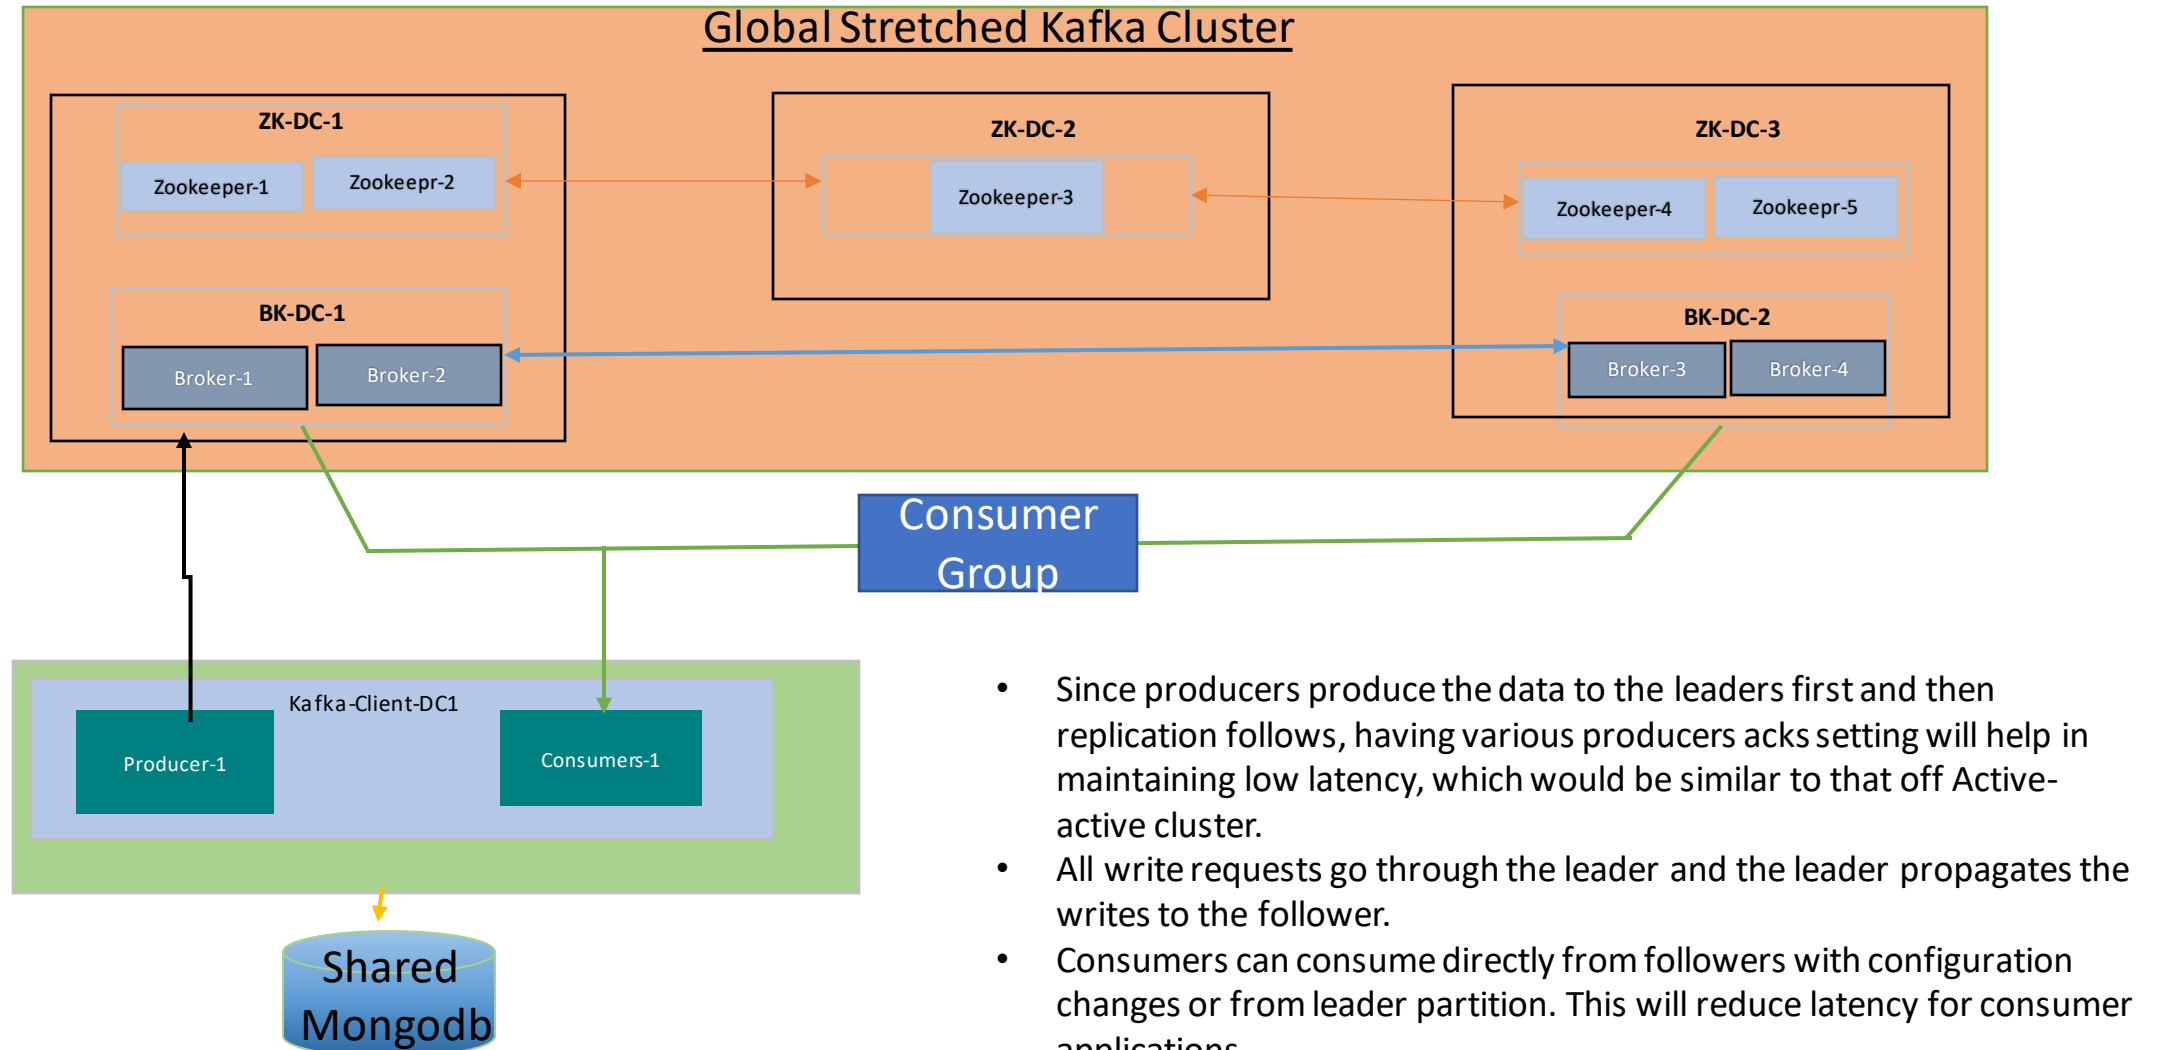 Global Stretched Kafka Cluster
ZK-DC-1
Zookeeper-1
Zookeepr-2
ZK-DC-2
Zookeeper-3
ZK-DC-3
Zookeeper-4
Zookeepr-5
BK-DC-1
Broker-1
Broker-2
BK-DC-2
Broker-3
Broker-4
Consumer
Group
Kafka-Client-DC1
Producer-1
Consumers-1
Shared
Mongodb
• Since producers produce the data to the leaders first and then
replication follows, having various producers acks setting will help in
maintaining low latency, which would be similar to that off Active-
active cluster.
• All write requests go through the leader and the leader propagates the
writes to the follower.
• Consumers can consume directly from followers with configuration
changes or from leader partition. This will reduce latency for consumer
applications.